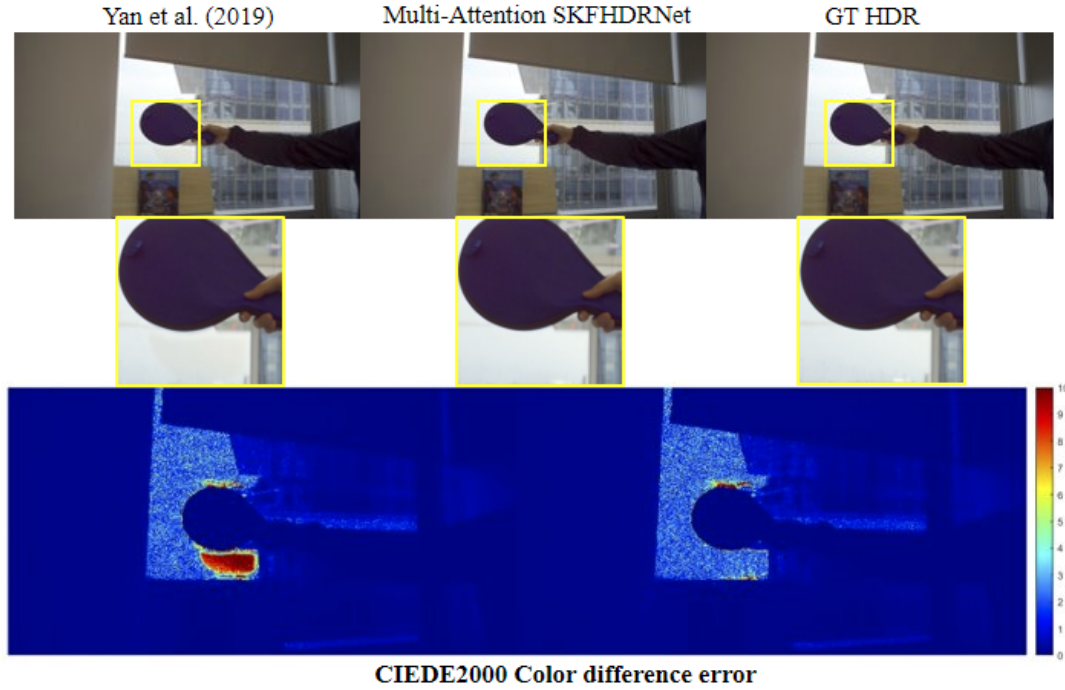 Yan et al. (2019)
Multi-Attention SKFHDRNet
GT HDR
10
9
8
7
6
5
4
3
2
1
0
CIEDE2000 Color difference error